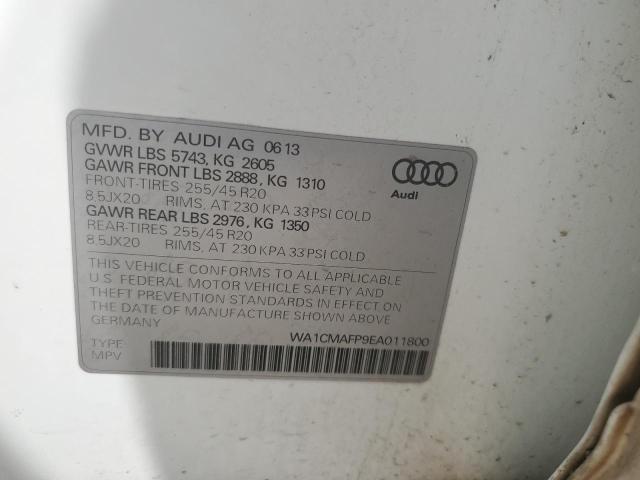 MFD. BY AUDI AG 06 13
GVWR LBS 5743, KG 2605
GAWR FRONT LBS 2888, KG 1310
FRONT-TIRES 255/45 R20
8.5JX20 RIMS, AT 230 KPA 33 PSI COLD
GAWR REAR LBS 2976, KG 1350
REAR-TIRES 255/45 R20
8.5JX20 RIMS, AT 230 KPA 33 PSI COLD
Audi
THIS VEHICLE CONFORMS TO ALL APPLICABLE
U.S. FEDERAL MOTOR VEHICLE SAFETY AND
THEFT PREVENTION STANDARDS IN EFFECT ON
THE DATE OF MANUFACTURE SHOWN ABOVE.
GERMANY
WA1CMAFP9EA011800
TYPE:
MPV